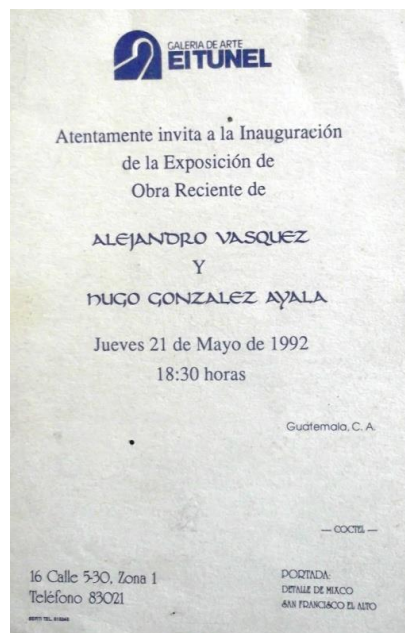 GALERIA DE ARTE
El TUNEL
Atentamente invita a la Inauguración
de la Exposición de
Obra Reciente de
ALEJANDRO VASQUEZ
Y
HUGO GONZALEZ AYALA
Jueves 21 de Mayo de 1992
18:30 horas
Guatemala, C. A.
— COCTEL —
16 Calle 5-30, Zona 1
Teléfono 83021
PORTADA:
DETALLE DE MIXCO
SAN FRANCISCO EL ALTO